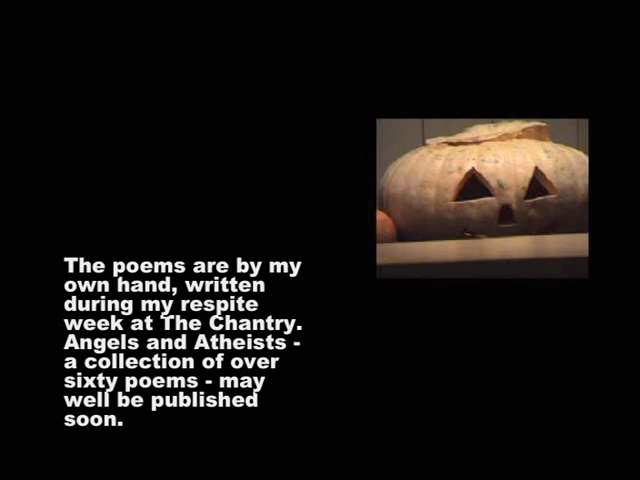 The poems are by my
own hand, written
during my respite
week at The Chantry.
Angels and Atheists -
a collection of over
sixty poems - may
well be published
soon.